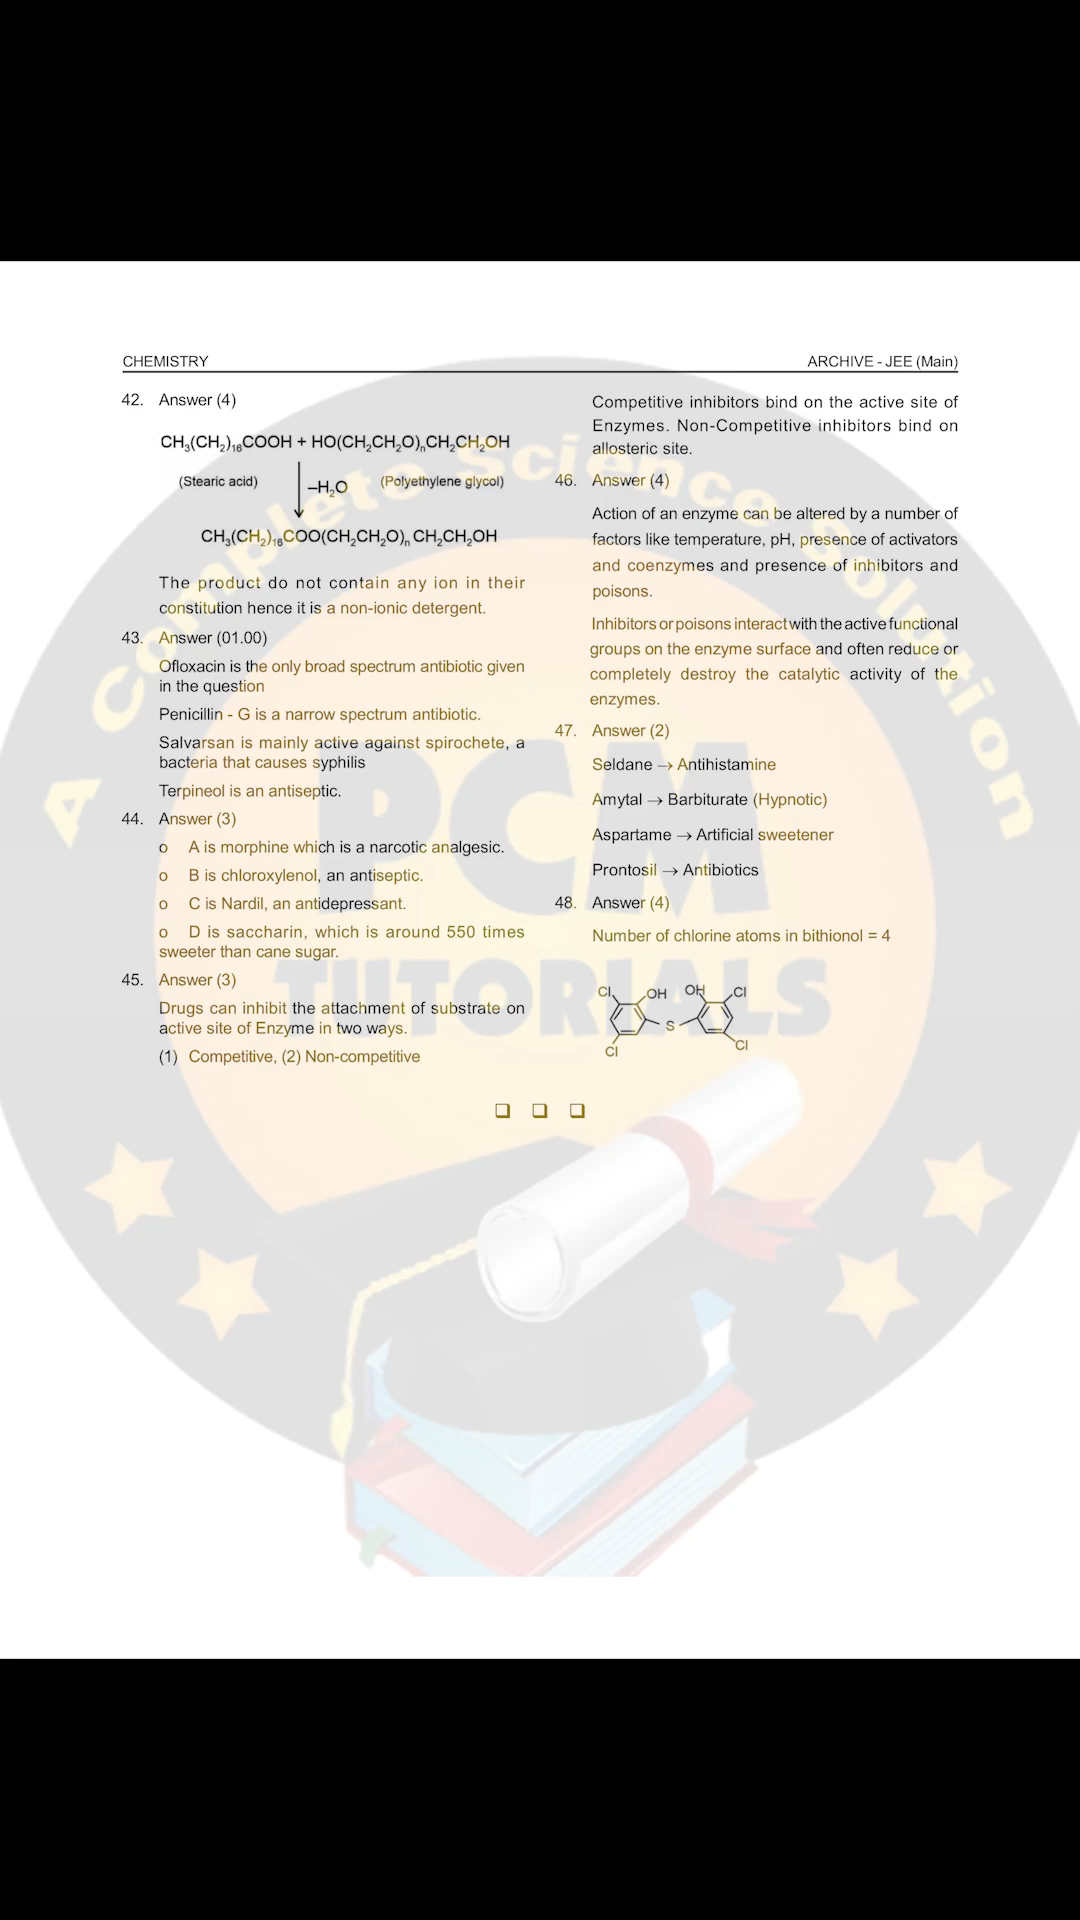 CHEMISTRY
ARCHIVE - JEE (Main)
42. Answer (4)
CH₃(CH₂)₁₆COOH + HO(CH₂CH₂O)ₙCH₂CH₂OH
(Stearic acid) –H₂O (Polyethylene glycol)
CH₃(CH₂)₁₆COO(CH₂CH₂O)ₙ CH₂CH₂OH
The product do not contain any ion in their
constitution hence it is a non-ionic detergent.
43. Answer (01.00)
Ofloxacin is the only broad spectrum antibiotic given
in the question
Penicillin - G is a narrow spectrum antibiotic.
Salvarsan is mainly active against spirochete, a
bacteria that causes syphilis
Terpineol is an antiseptic.
44. Answer (3)
o A is morphine which is a narcotic analgesic.
o B is chloroxylenol, an antiseptic.
o C is Nardil, an antidepressant.
o D is saccharin, which is around 550 times
sweeter than cane sugar.
45. Answer (3)
Drugs can inhibit the attachment of substrate on
active site of Enzyme in two ways.
(1) Competitive, (2) Non-competitive
Competitive inhibitors bind on the active site of
Enzymes. Non-Competitive inhibitors bind on
allosteric site.
46. Answer (4)
Action of an enzyme can be altered by a number of
factors like temperature, pH, presence of activators
and coenzymes and presence of inhibitors and
poisons.
Inhibitors or poisons interact with the active functional
groups on the enzyme surface and often reduce or
completely destroy the catalytic activity of the
enzymes.
47. Answer (2)
Seldane → Antihistamine
Amytal → Barbiturate (Hypnotic)
Aspartame → Artificial sweetener
Prontosil → Antibiotics
48. Answer (4)
Number of chlorine atoms in bithionol = 4
Cl OH OH Cl
S
Cl Cl
A Complete Science Solution
PCM
TUTORIALS